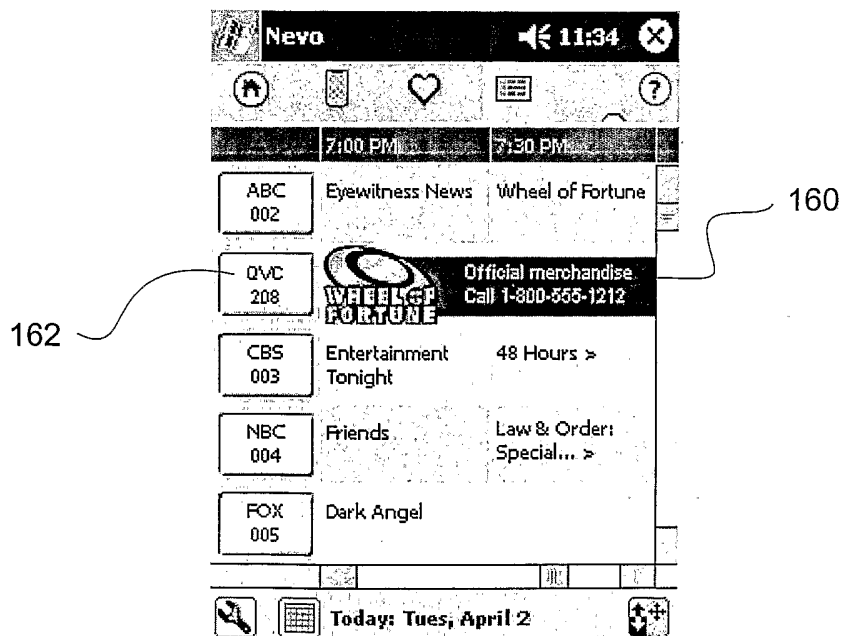 Nevo 11:34
?
7:00 PM 7:30 PM
ABC
002
Eyewitness News
Wheel of Fortune
160
QVC
208
WHEEL OF
FORTUNE
Official merchandise
Call 1-800-555-1212
162
CBS
003
Entertainment
Tonight
48 Hours >
NBC
004
Friends
Law & Order:
Special... >
FOX
005
Dark Angel
Today: Tues, April 2